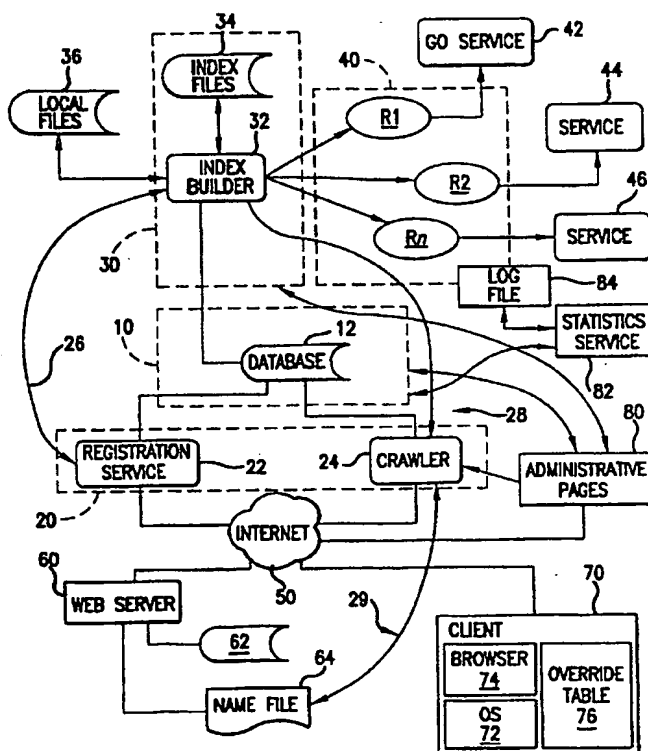 34
36
INDEX
FILES
LOCAL
FILES
32
INDEX
BUILDER
30
40
42
GO SERVICE
R1
44
SERVICE
R2
46
Rn
SERVICE
84
LOG
FILE
STATISTICS
SERVICE
82
10
12
DATABASE
26
28
80
REGISTRATION
SERVICE
22
24
CRAWLER
ADMINISTRATIVE
PAGES
20
INTERNET
50
60
WEB SERVER
29
62
64
NAME FILE
70
CLIENT
BROWSER
74
OS
72
OVERRIDE
TABLE
76